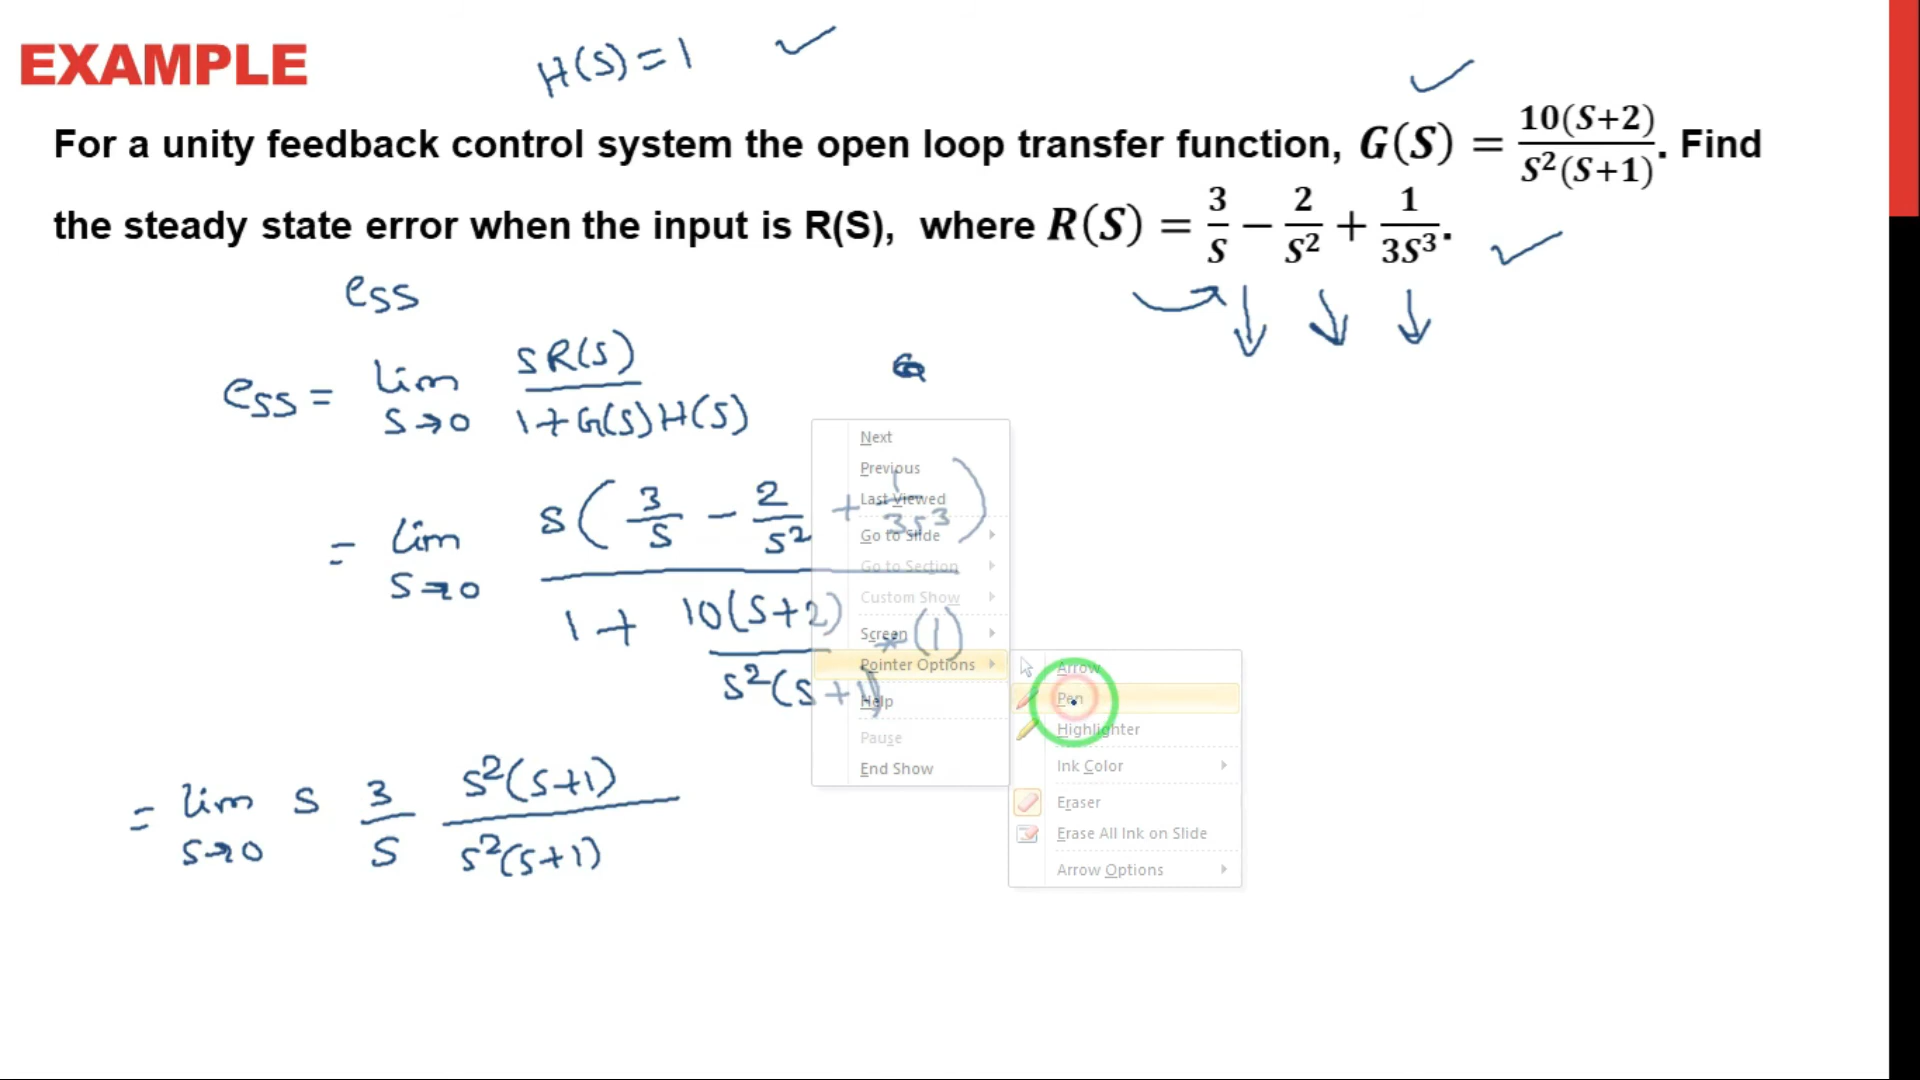 EXAMPLE
H(S) = 1
For a unity feedback control system the open loop transfer function, G(S) = 10(S+2) / S²(S+1) . Find
the steady state error when the input is R(S), where R(S) = 3/S − 2/S² + 1/3S³.
ess
ess = lim S→0 SR(S) / 1+G(S)H(S)
= lim S→0 S(3/S − 2/S² + 1/3S³) / 1 + 10(S+2)/S²(S+1) * (1)
= lim S→0 S 3/S S²(S+1) / S²(S+1)
Next
Previous
Last Viewed
Go to Slide
Go to Section
Custom Show
Screen
Pointer Options
Help
Pause
End Show
Arrow
Pen
Highlighter
Ink Color
Eraser
Erase All Ink on Slide
Arrow Options